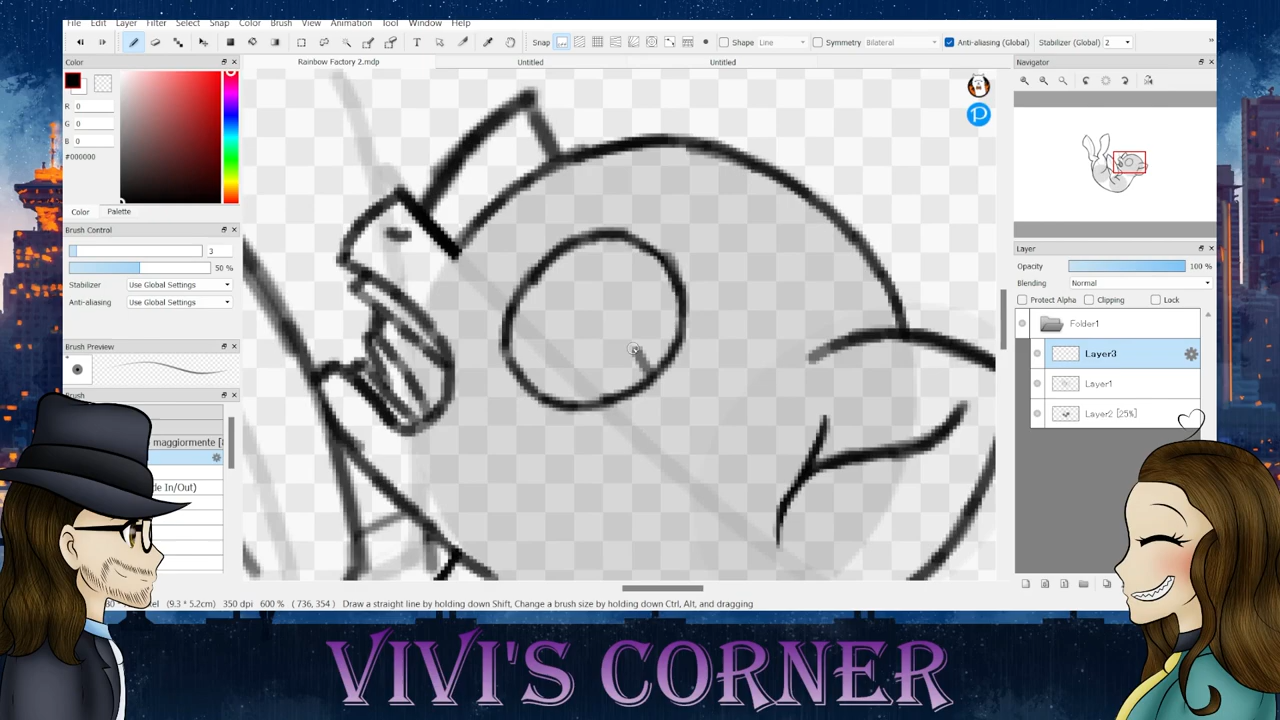 File Edit Layer Filter Select Snap Color Brush View Animation Tool Window Help
Snap Shape Line Symmetry Bilateral Anti-aliasing (Global) Stabilizer (Global) 2
Color
Rainbow Factory 2.mdp Untitled Untitled
Navigator
R 0
G 0
B 0
#000000
Color Palette
Brush Control
3
50 %
Stabilizer Use Global Settings
Anti-aliasing Use Global Settings
Brush Preview
Brush
maggiormente [
de In/Out)
Layer
Opacity 100 %
Blending Normal
Protect Alpha Clipping Lock
Folder1
Layer3
Layer1
Layer2 [25%]
(9.3 * 5.2cm) 350 dpi 600 % ( 736, 354 ) Draw a straight line by holding down Shift, Change a brush size by holding down Ctrl, Alt, and dragging
VIVI'S CORNER